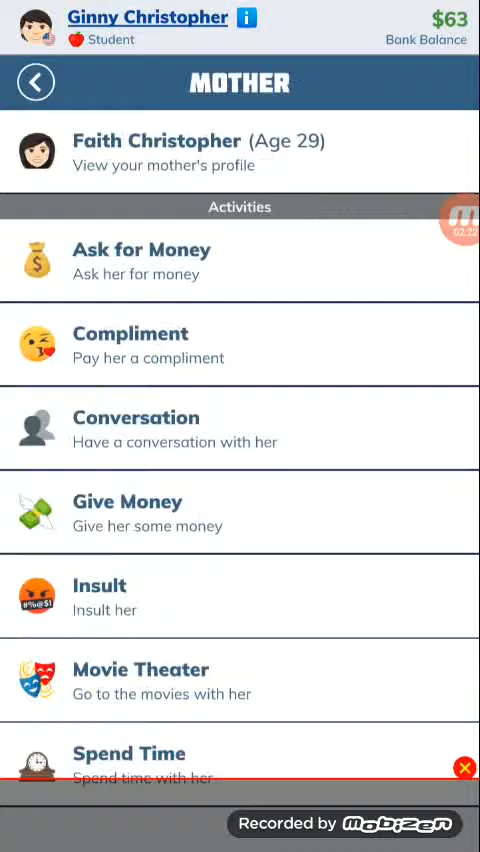 Ginny Christopher
$63
Student
Bank Balance
MOTHER
Faith Christopher (Age 29)
View your mother's profile
Activities
02:22
Ask for Money
Ask her for money
Compliment
Pay her a compliment
Conversation
Have a conversation with her
Give Money
Give her some money
#%@$!
Insult
Insult her
Movie Theater
Go to the movies with her
Spend Time
Spend time with her
Recorded by mobizen